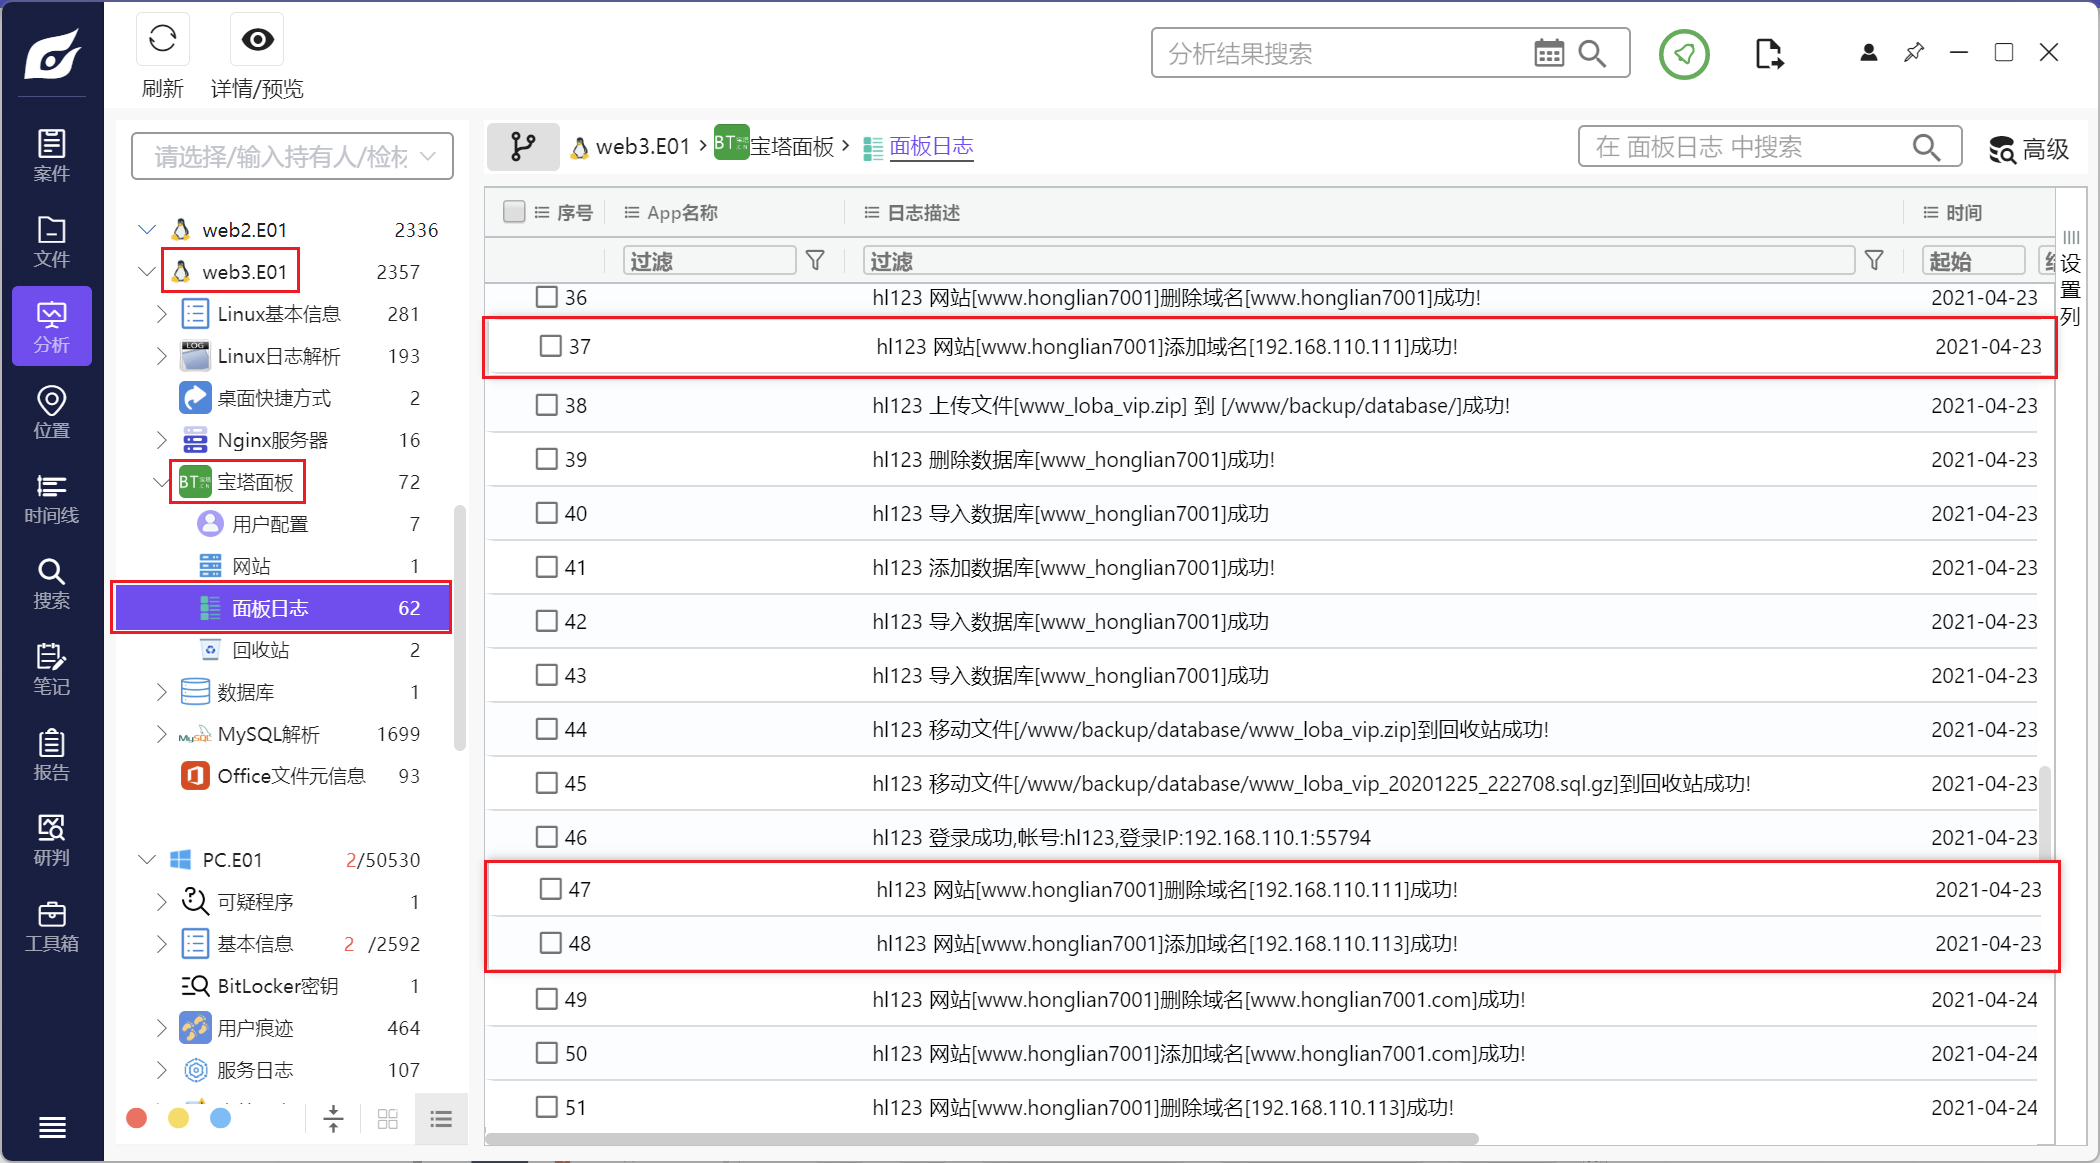 刷新
详情/预览
分析结果搜索
案件
文件
分析
位置
时间线
搜索
笔记
报告
研判
工具箱
请选择/输入持有人/检材
web2.E01 2336
web3.E01 2357
Linux基本信息 281
LOG Linux日志解析 193
桌面快捷方式 2
Nginx服务器 16
BT 宝塔面板 72
用户配置 7
网站 1
面板日志 62
回收站 2
数据库 1
MySQL MySQL解析 1699
Office文件元信息 93
PC.E01 2/50530
可疑程序 1
基本信息 2 /2592
BitLocker密钥 1
用户痕迹 464
服务日志 107
web3.E01 › BT 宝塔面板 › 面板日志
在 面板日志 中搜索
高级
序号 App名称 日志描述 时间
过滤 过滤 起始
设置列
36 hl123 网站[www.honglian7001]删除域名[www.honglian7001]成功! 2021-04-23
37 hl123 网站[www.honglian7001]添加域名[192.168.110.111]成功! 2021-04-23
38 hl123 上传文件[www_loba_vip.zip] 到 [/www/backup/database/]成功! 2021-04-23
39 hl123 删除数据库[www_honglian7001]成功! 2021-04-23
40 hl123 导入数据库[www_honglian7001]成功 2021-04-23
41 hl123 添加数据库[www_honglian7001]成功! 2021-04-23
42 hl123 导入数据库[www_honglian7001]成功 2021-04-23
43 hl123 导入数据库[www_honglian7001]成功 2021-04-23
44 hl123 移动文件[/www/backup/database/www_loba_vip.zip]到回收站成功! 2021-04-23
45 hl123 移动文件[/www/backup/database/www_loba_vip_20201225_222708.sql.gz]到回收站成功! 2021-04-23
46 hl123 登录成功,帐号:hl123,登录IP:192.168.110.1:55794 2021-04-23
47 hl123 网站[www.honglian7001]删除域名[192.168.110.111]成功! 2021-04-23
48 hl123 网站[www.honglian7001]添加域名[192.168.110.113]成功! 2021-04-23
49 hl123 网站[www.honglian7001]删除域名[www.honglian7001.com]成功! 2021-04-24
50 hl123 网站[www.honglian7001]添加域名[www.honglian7001.com]成功! 2021-04-24
51 hl123 网站[www.honglian7001]删除域名[192.168.110.113]成功! 2021-04-24